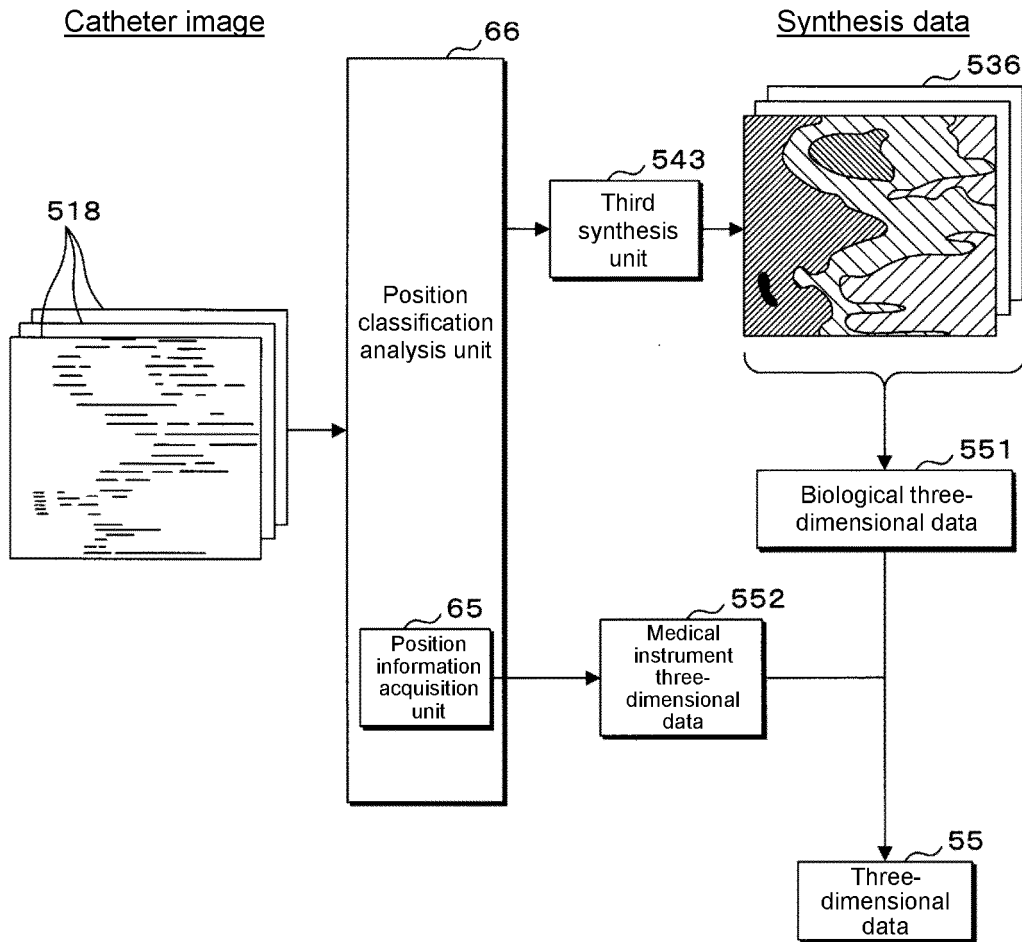 Catheter image
66
Synthesis data
536
543
518
Third
synthesis
unit
Position
classification
analysis unit
551
Biological three-
dimensional data
65
552
Position
information
acquisition
unit
Medical
instrument
three-
dimensional
data
55
Three-
dimensional
data